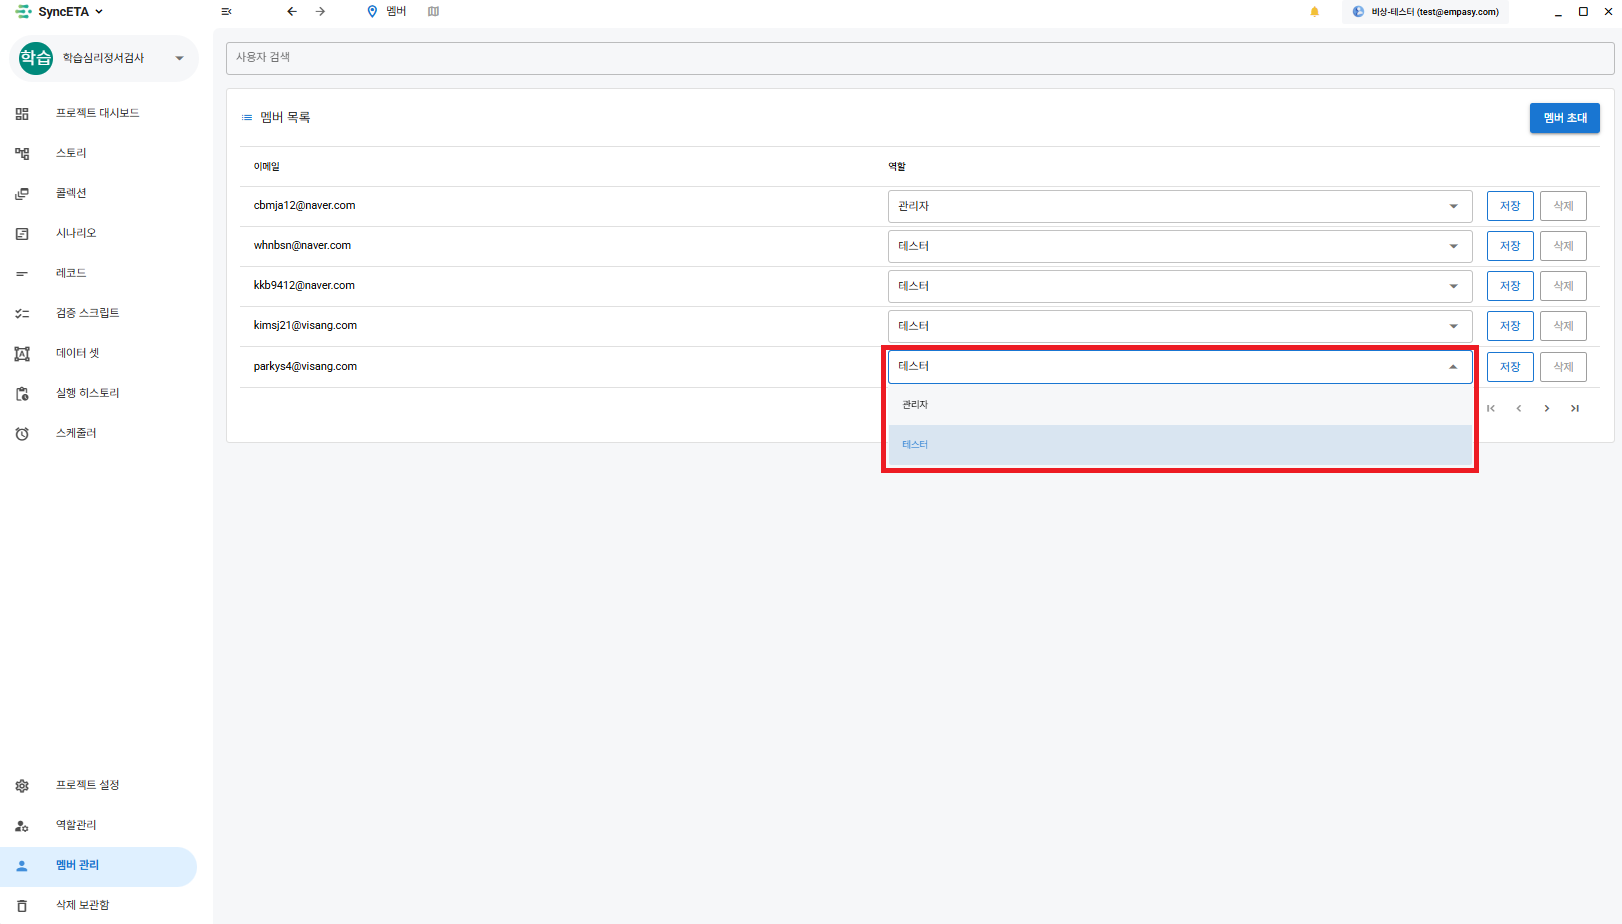 SyncETA
멤버
비상-테스터 (test@empasy.com)
학습
학습심리정서검사
사용자 검색
프로젝트 대시보드
스토리
콜렉션
시나리오
레코드
검증 스크립트
데이터 셋
실행 히스토리
스케줄러
멤버 목록
멤버 초대
이메일 역할
cbmja12@naver.com 관리자 저장 삭제
whnbsn@naver.com 테스터 저장 삭제
kkb9412@naver.com 테스터 저장 삭제
kimsj21@visang.com 테스터 저장 삭제
parkys4@visang.com 테스터 저장 삭제
관리자
테스터
프로젝트 설정
역할관리
멤버 관리
삭제 보관함